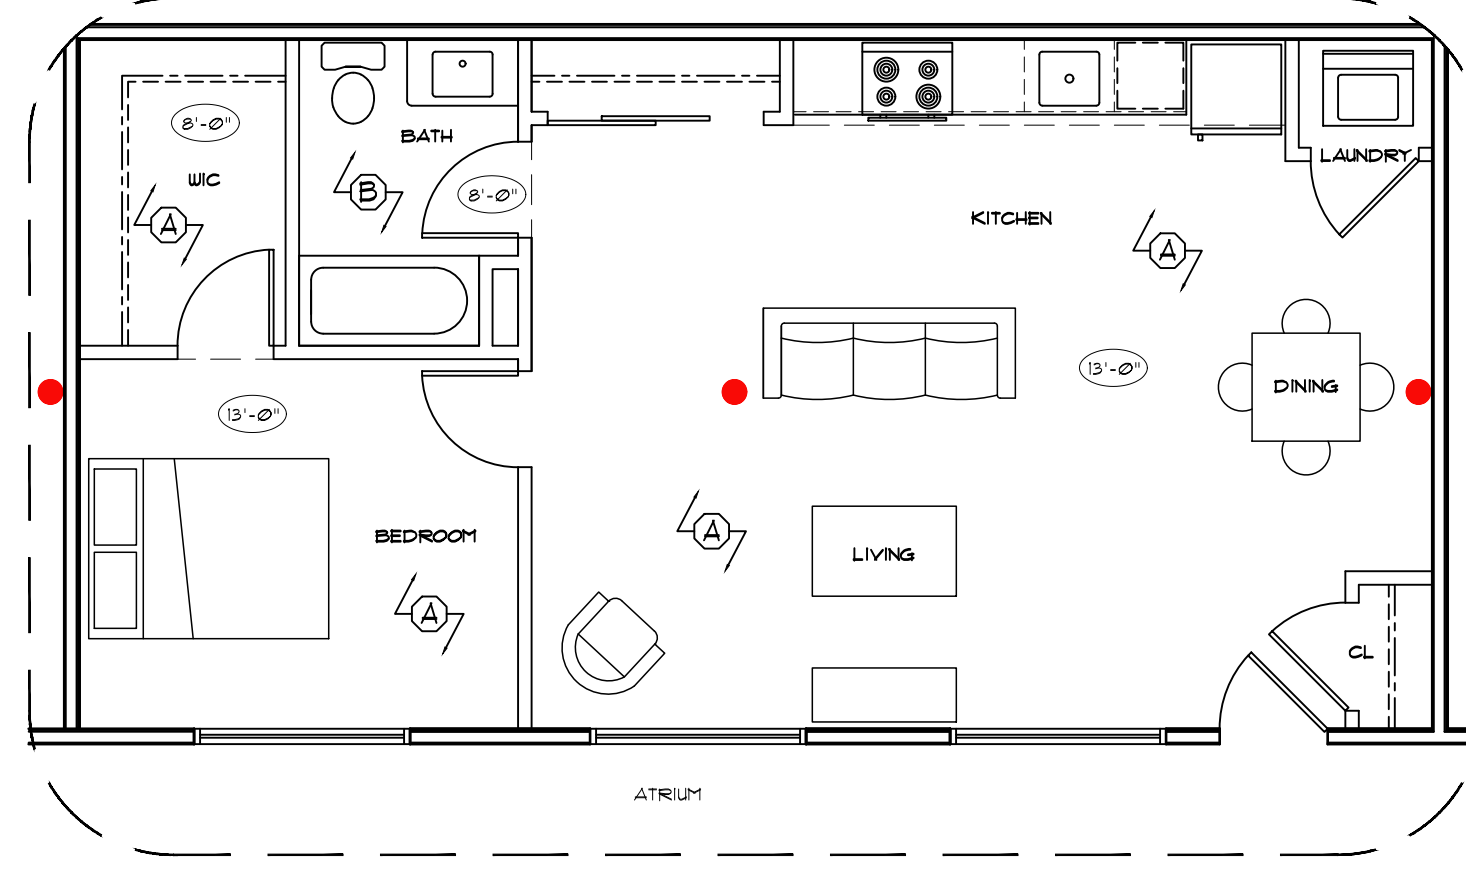 8'-0"
BATH
LAUNDRY
WIC
B
8'-0"
A
KITCHEN
A
13'-0"
DINING
13'-0"
A
BEDROOM
LIVING
A
CL
ATRIUM